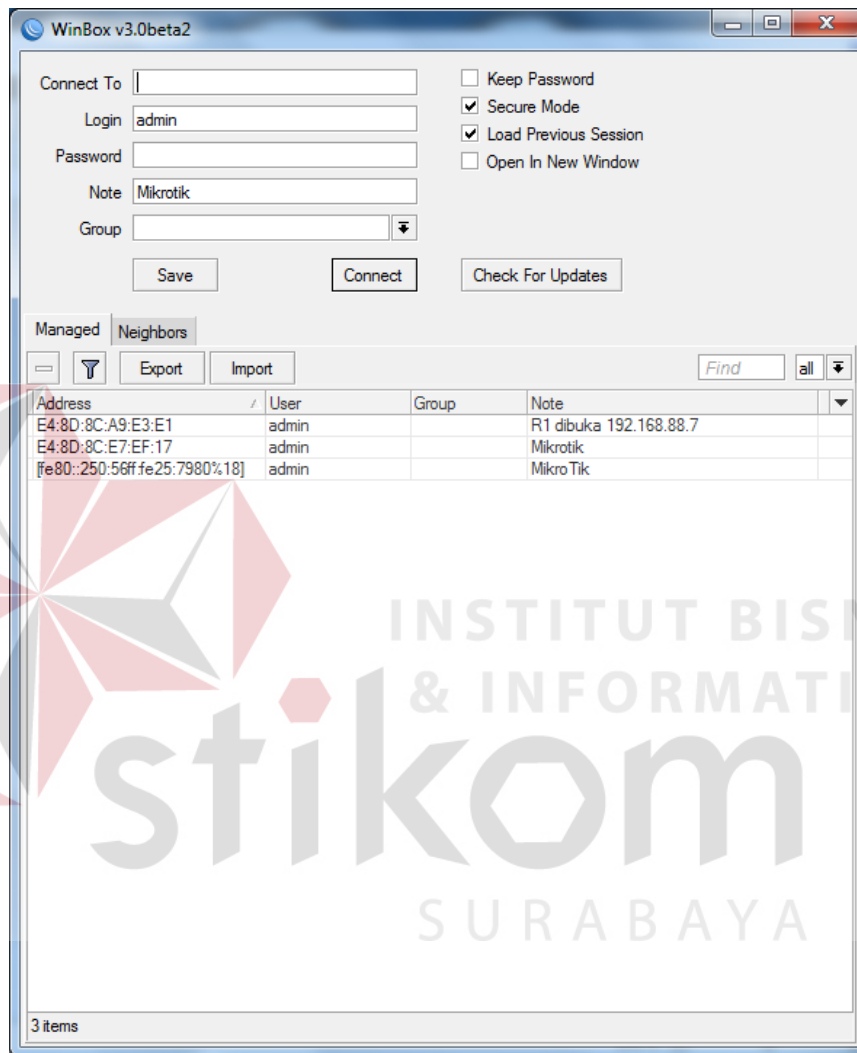 WinBox v3.0beta2
Connect To
Keep Password
Login admin
Secure Mode
Password
Load Previous Session
Open In New Window
Note Mikrotik
Group
Save Connect Check For Updates
Managed Neighbors
Export Import Find all
Address User Group Note
E4:8D:8C:A9:E3:E1 admin R1 dibuka 192.168.88.7
E4:8D:8C:E7:EF:17 admin Mikrotik
[fe80::250:56ff:fe25:7980%18] admin MikroTik
INSTITUT BISN
& INFORMATI
stikom
SURABAYA
3 items